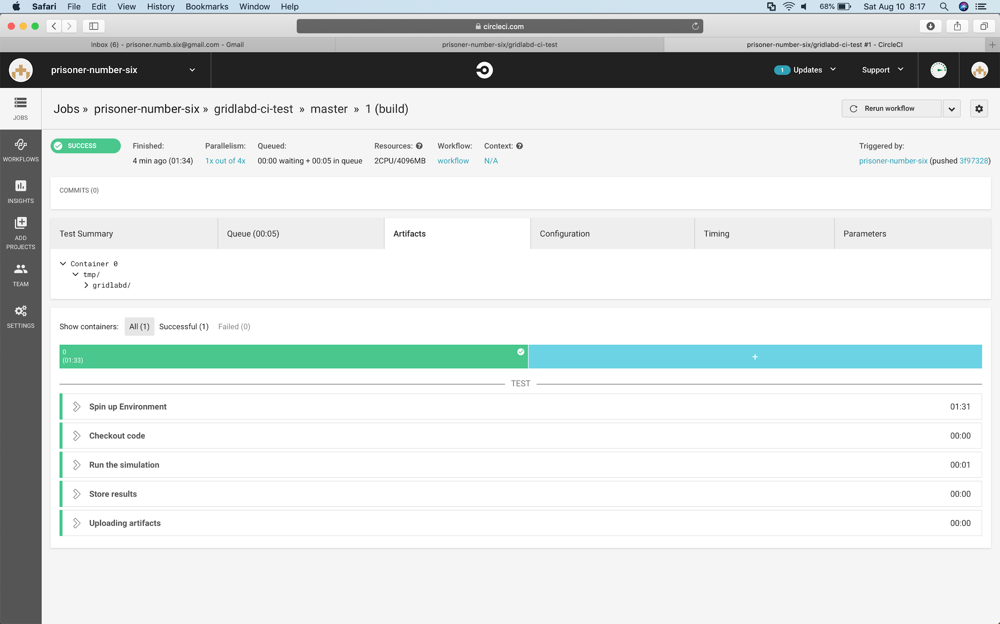 Safari File Edit View History Bookmarks Window Help 68% Sat Aug 10 8:17
circleci.com
Inbox (6) - prisoner.numb.six@gmail.com - Gmail prisoner-number-six/gridlabd-ci-test prisoner-number-six/gridlabd-ci-test #1 - CircleCI
prisoner-number-six 1 Updates Support
JOBS
Jobs » prisoner-number-six » gridlabd-ci-test » master » 1 (build) Rerun workflow
WORKFLOWS
INSIGHTS
ADD
PROJECTS
TEAM
SETTINGS
SUCCESS Finished: Parallelism: Queued: Resources: Workflow: Context: Triggered by:
4 min ago (01:34) 1x out of 4x 00:00 waiting + 00:05 in queue 2CPU/4096MB workflow N/A prisoner-number-six (pushed 3f97328)
COMMITS (0)
Test Summary Queue (00:05) Artifacts Configuration Timing Parameters
Container 0
tmp/
gridlabd/
Show containers: All (1) Successful (1) Failed (0)
0
(01:33) +
TEST
Spin up Environment 01:31
Checkout code 00:00
Run the simulation 00:01
Store results 00:00
Uploading artifacts 00:00